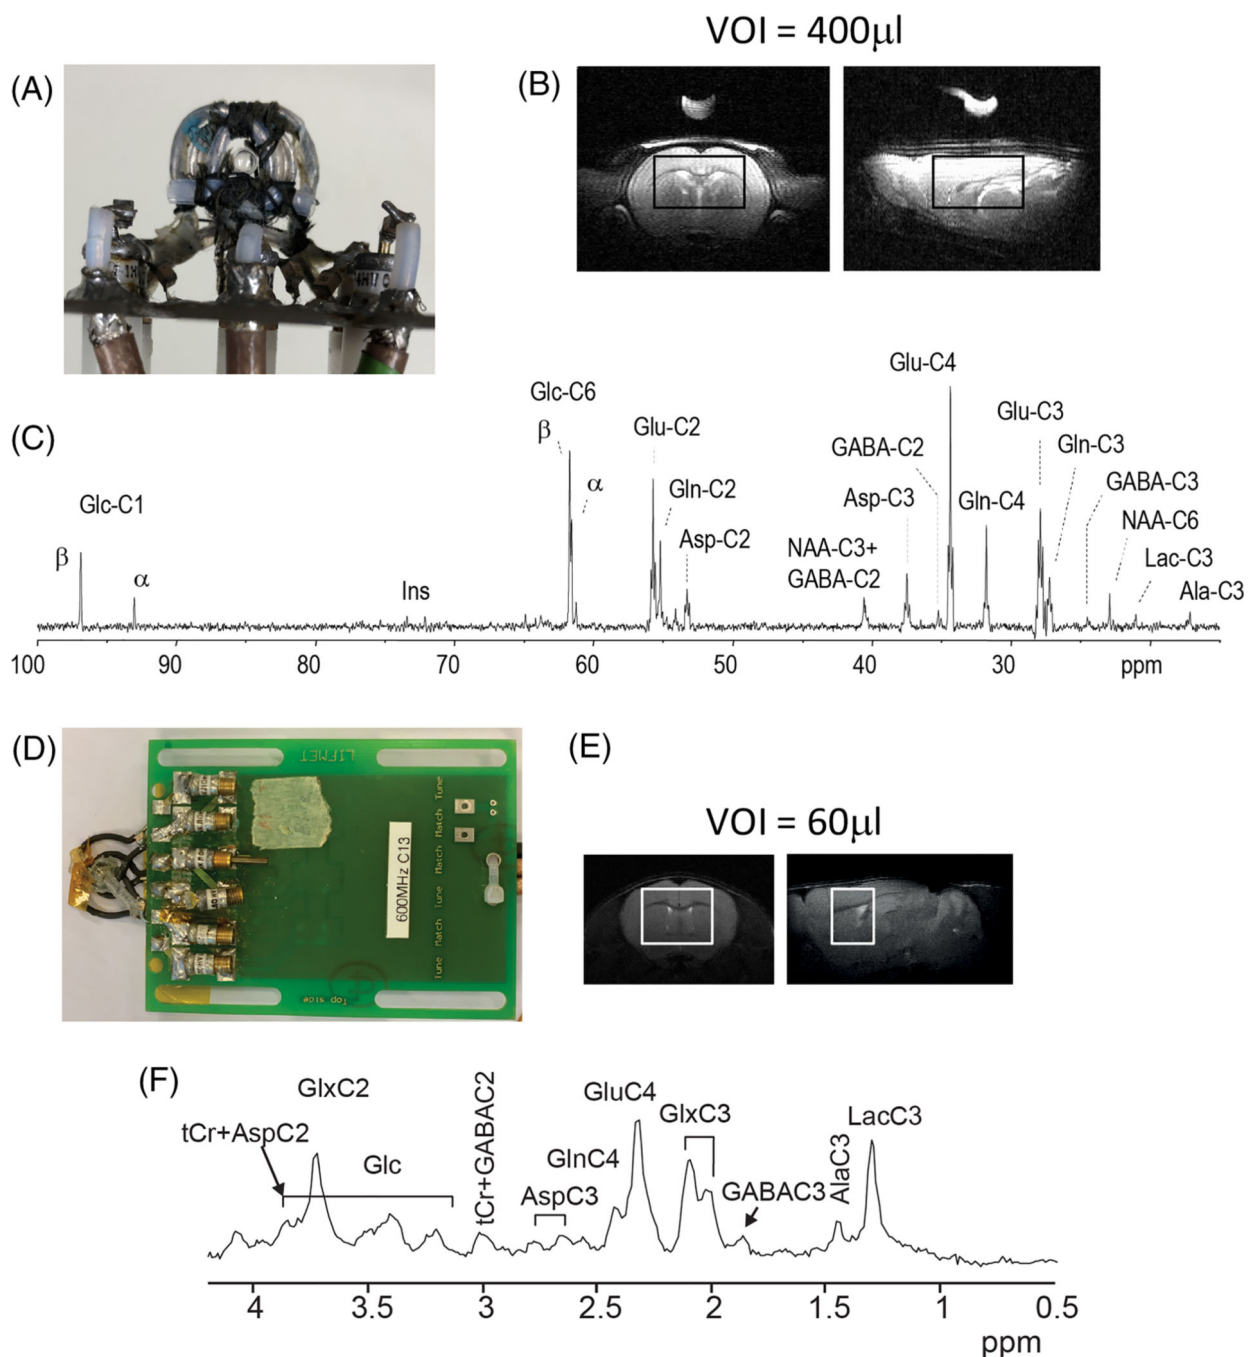 VOI = 400μl
(A)
(B)
(C)
Glc-C1
β
α
Ins
Glc-C6
β
α
Glu-C2
Gln-C2
Asp-C2
NAA-C3+
GABA-C2
Asp-C3
GABA-C2
Glu-C4
Gln-C4
Glu-C3
Gln-C3
GABA-C3
NAA-C6
Lac-C3
Ala-C3
100
90
80
70
60
50
40
30
ppm
(D)
LIFMET
600MHz C13
Tune Match Match Tune Match Match Tune
Top side
(E)
VOI = 60μl
(F)
GlxC2
tCr+AspC2
Glc
tCr+GABAC2
AspC3
GlnC4
GluC4
GlxC3
GABAC3
AlaC3
LacC3
4
3.5
3
2.5
2
1.5
1
0.5
ppm